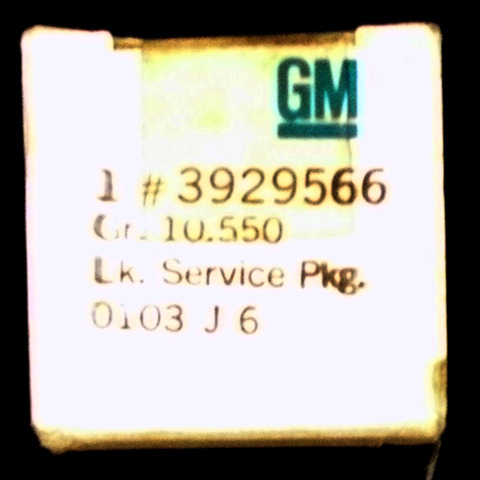 GM
1 # 3929566
Gr. 10.550
Lk. Service Pkg.
0103 J 6